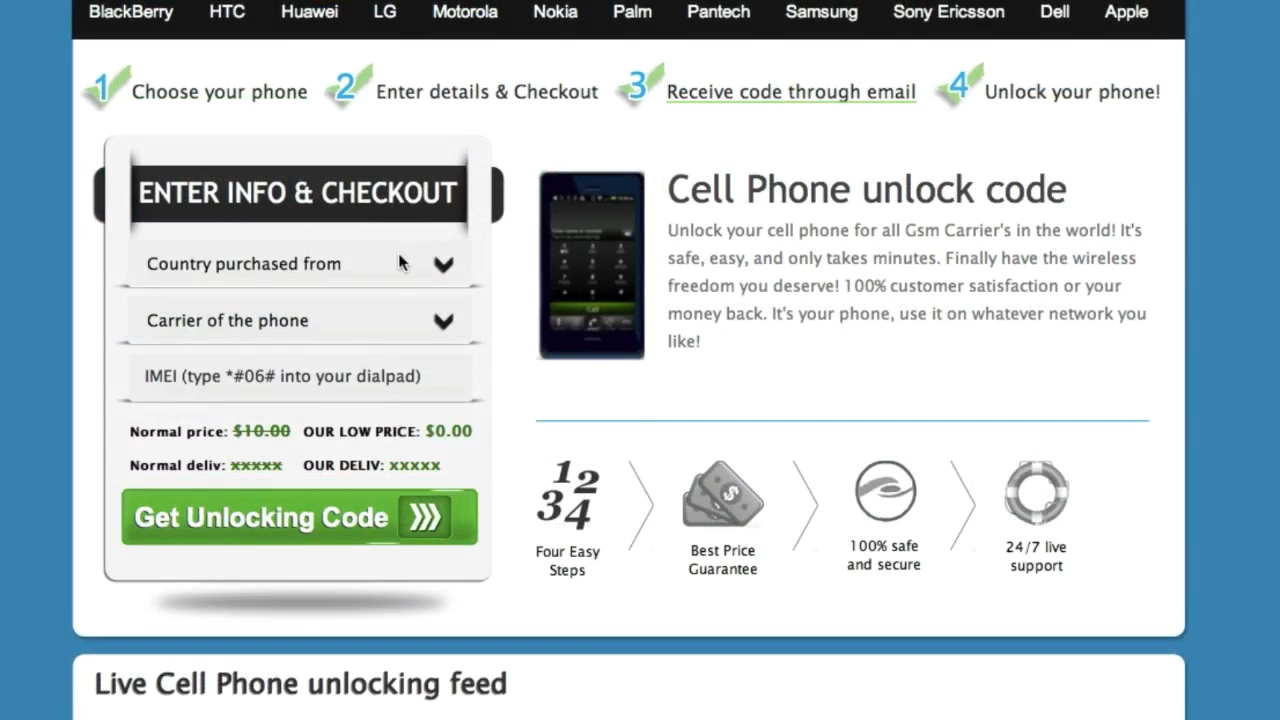 BlackBerry HTC Huawei LG Motorola Nokia Palm Pantech Samsung Sony Ericsson Dell Apple
1 Choose your phone 2 Enter details & Checkout 3 Receive code through email 4 Unlock your phone!
ENTER INFO & CHECKOUT
Country purchased from
Carrier of the phone
IMEI (type *#06# into your dialpad)
Normal price: $10.00 OUR LOW PRICE: $0.00
Normal deliv: xxxxx OUR DELIV: xxxxx
Get Unlocking Code
Cell Phone unlock code
Unlock your cell phone for all Gsm Carrier's in the world! It's
safe, easy, and only takes minutes. Finally have the wireless
freedom you deserve! 100% customer satisfaction or your
money back. It's your phone, use it on whatever network you
like!
1 2
3 4
Four Easy
Steps
Best Price
Guarantee
100% safe
and secure
24/7 live
support
Live Cell Phone unlocking feed